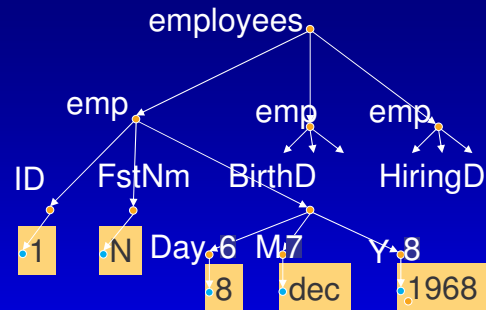 employees
emp emp emp
ID FstNm BirthD HiringD
1 N Day 6 M7 Y 8
8 dec 1968